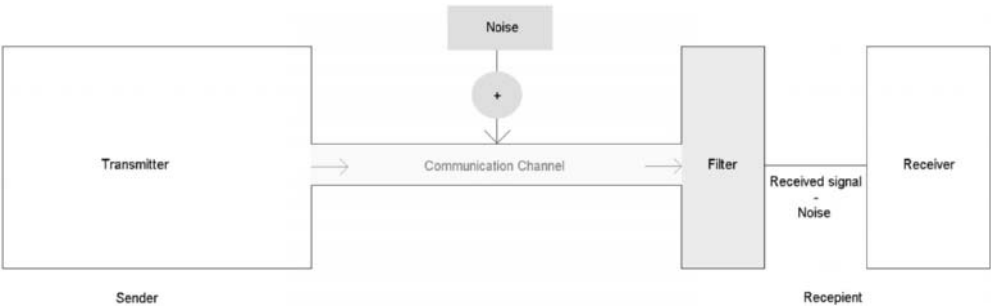 Noise
+
Transmitter
Communication Channel
Filter
Received signal
-
Noise
Receiver
Sender
Recepient